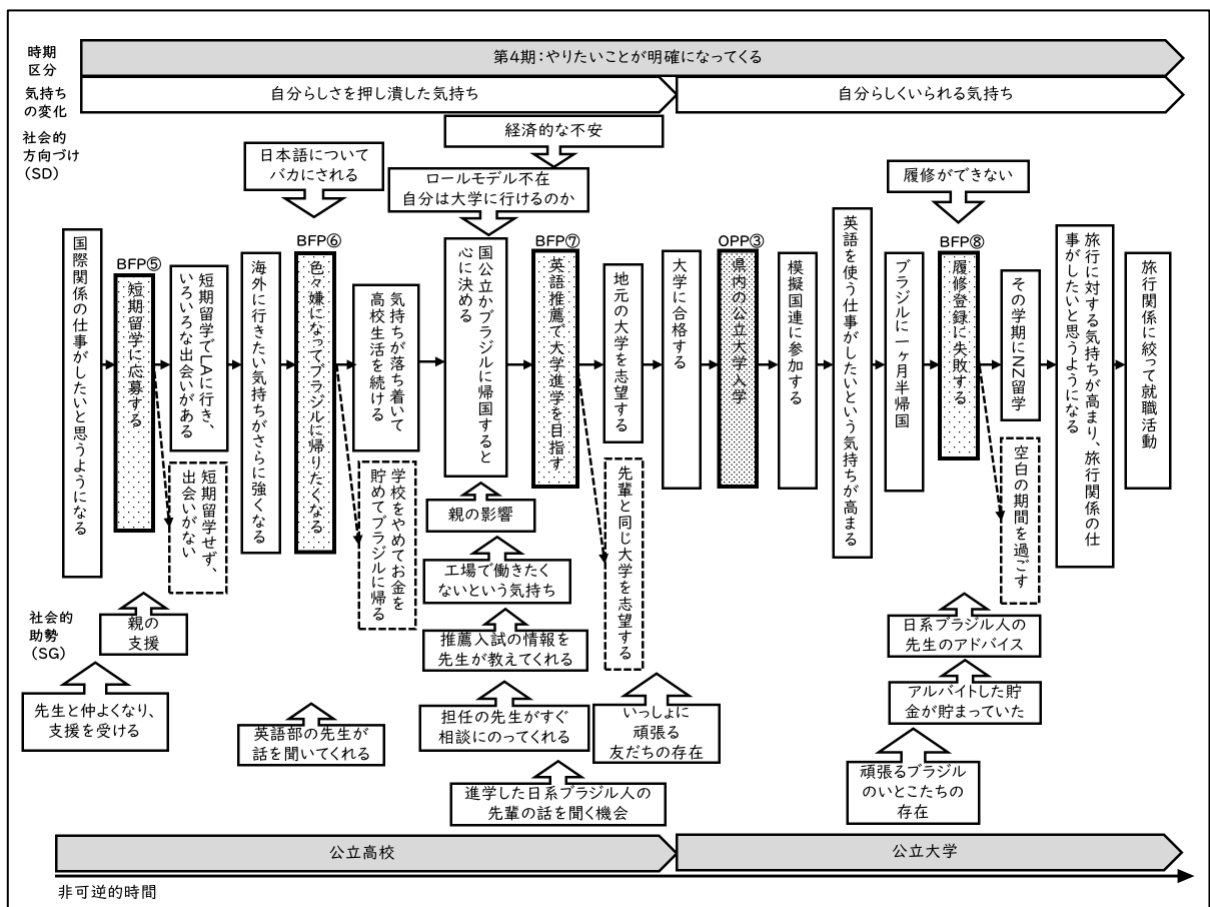 時期
区分
第4期：やりたいことが明確になってくる
気持ち
の変化
自分らしさを押し潰した気持ち
自分らしくいられる気持ち
社会的
方向づけ
(SD)
経済的な不安
日本語について
バカにされる
ロールモデル不在
自分は大学に行けるのか
履修ができない
国際関係の仕事がしたいと思うようになる
BFP⑤
短期留学に応募する
短期留学でLAに行き、
いろいろな出会いがある
短期留学せず、
出会いがない
海外に行きたい気持ちがさらに強くなる
BFP⑥
色々嫌になってブラジルに帰りたくなる
気持ちが落ち着いて
高校生活を続ける
学校をやめてお金を
貯めてブラジルに帰る
国公立かブラジルに帰国すると
心に決める
BFP⑦
英語推薦で大学進学を目指す
地元の大学を志望する
先輩と同じ大学を志望する
大学に合格する
OPP③
県内の公立大学入学
模擬国連に参加する
英語を使う仕事がしたいという気持ちが高まる
ブラジルに一ヶ月半帰国
BFP⑧
履修登録に失敗する
その学期にNZ留学
空白の期間を過ごす
旅行に対する気持ちが高まり、旅行関係の仕
事がしたいと思うようになる
旅行関係に絞って就職活動
社会的
助勢
(SG)
親の
支援
先生と仲よくなり、
支援を受ける
英語部の先生が
話を聞いてくれる
親の影響
工場で働きたく
ないという気持ち
推薦入試の情報を
先生が教えてくれる
担任の先生がすぐ
相談にのってくれる
いっしょに
頑張る
友だちの存在
進学した日系ブラジル人の
先輩の話を聞く機会
日系ブラジル人の
先生のアドバイス
アルバイトした貯
金が貯まっていた
頑張るブラジル
のいとこたちの
存在
公立高校
公立大学
非可逆的時間